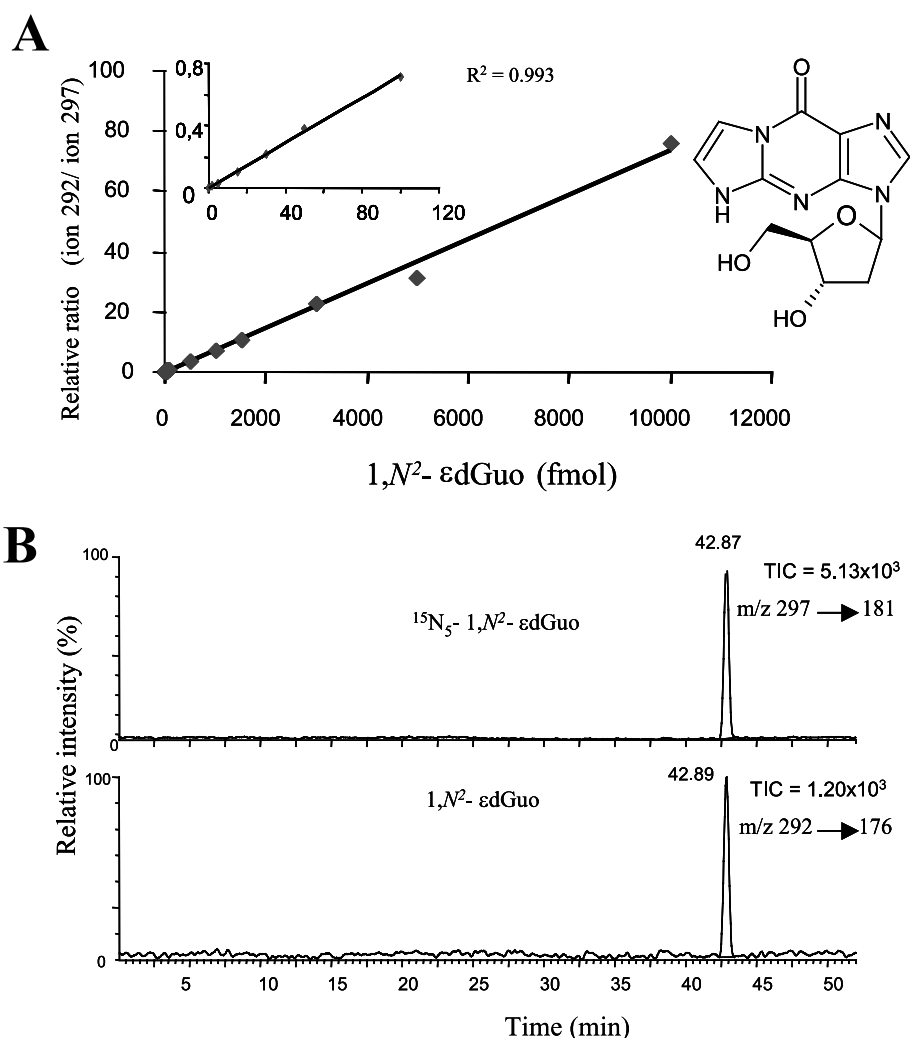 A
100
80
60
40
20
0
Relative ratio (ion 292/ ion 297)
0.8
0,4
0
0 40 80 120
R² = 0.993
0 2000 4000 6000 8000 10000 12000
1,N²- εdGuo (fmol)
O
N
N
N
H
N
N
O
HO
HO
B
Relative intensity (%)
100
0
42.87
TIC = 5.13x10³
m/z 297 → 181
¹⁵N₅- 1,N²- εdGuo
100
0
42.89
TIC = 1.20x10³
m/z 292 → 176
1,N²- εdGuo
5 10 15 20 25 30 35 40 45 50
Time (min)